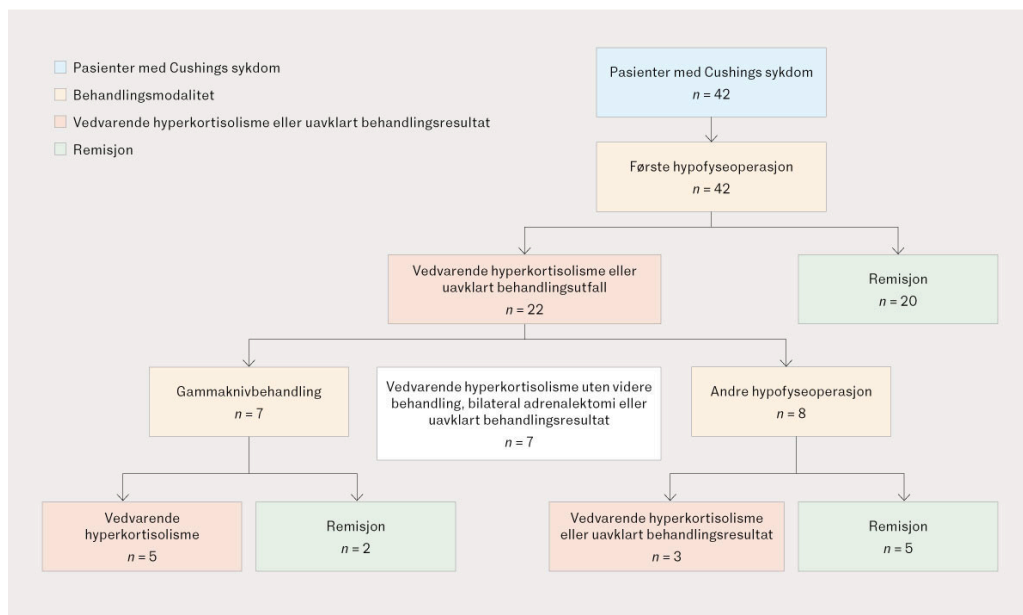 Pasienter med Cushings sykdom
Behandlingsmodalitet
Vedvarende hyperkortisolisme eller uavklart behandlingsresultat
Remisjon
Pasienter med Cushings sykdom
n = 42
Første hypofyseoperasjon
n = 42
Vedvarende hyperkortisolisme eller
uavklart behandlingsutfall
n = 22
Remisjon
n = 20
Gammaknivbehandling
n = 7
Vedvarende hyperkortisolisme uten videre
behandling, bilateral adrenalektomi eller
uavklart behandlingsresultat
n = 7
Andre hypofyseoperasjon
n = 8
Vedvarende
hyperkortisolisme
n = 5
Remisjon
n = 2
Vedvarende hyperkortisolisme
eller uavklart behandlingsresultat
n = 3
Remisjon
n = 5